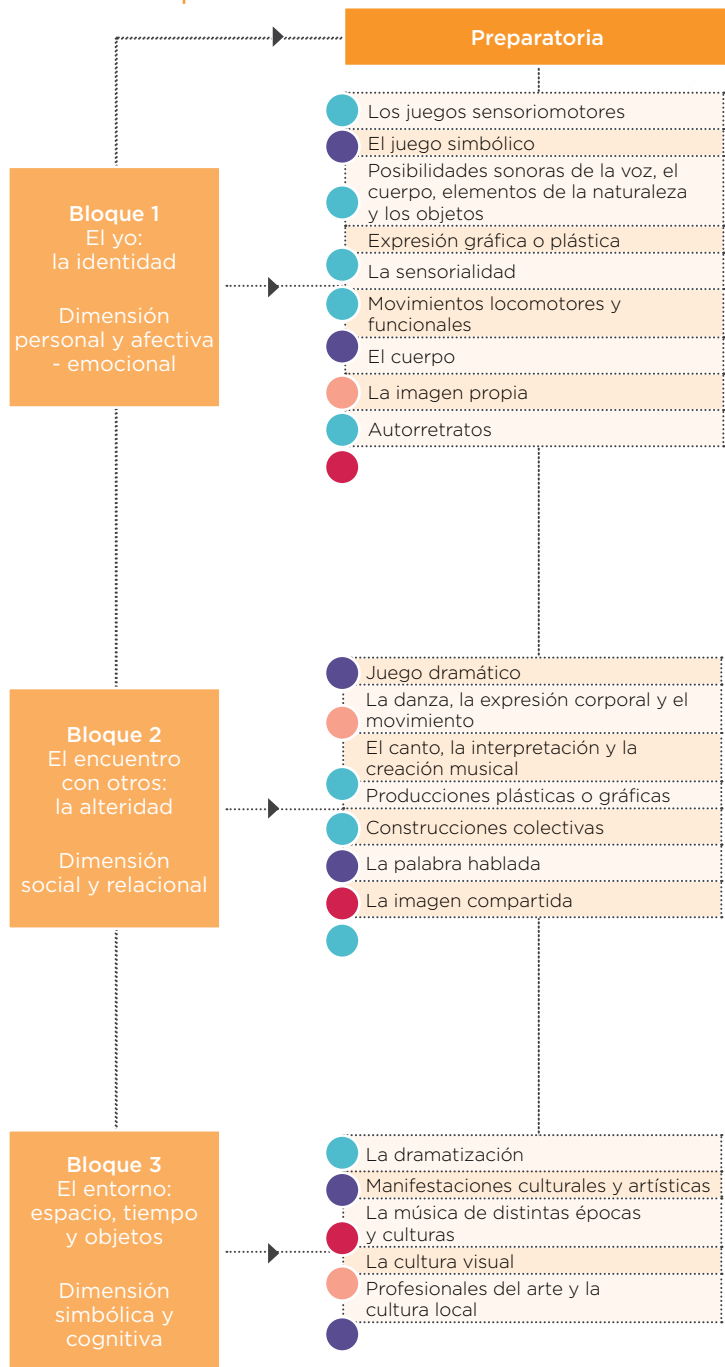 Preparatoria
Bloque 1
El yo:
la identidad
Dimensión
personal y afectiva
- emocional
Los juegos sensoriomotores
El juego simbólico
Posibilidades sonoras de la voz, el
cuerpo, elementos de la naturaleza
y los objetos
Expresión gráfica o plástica
La sensorialidad
Movimientos locomotores y
funcionales
El cuerpo
La imagen propia
Autorretratos
Bloque 2
El encuentro
con otros:
la alteridad
Dimensión
social y relacional
Juego dramático
La danza, la expresión corporal y el
movimiento
El canto, la interpretación y la
creación musical
Producciones plásticas o gráficas
Construcciones colectivas
La palabra hablada
La imagen compartida
Bloque 3
El entorno:
espacio, tiempo
y objetos
Dimensión
simbólica y
cognitiva
La dramatización
Manifestaciones culturales y artísticas
La música de distintas épocas
y culturas
La cultura visual
Profesionales del arte y la
cultura local